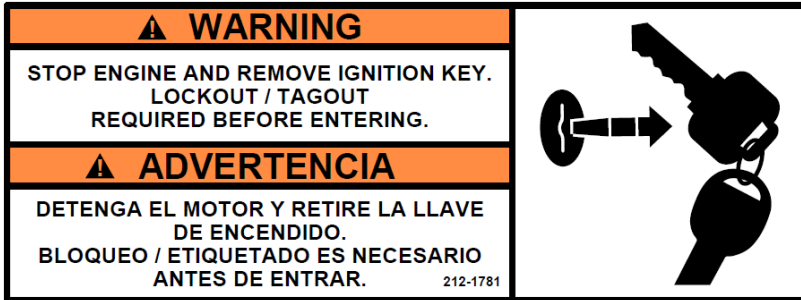 WARNING
STOP ENGINE AND REMOVE IGNITION KEY.
LOCKOUT / TAGOUT
REQUIRED BEFORE ENTERING.
ADVERTENCIA
DETENGA EL MOTOR Y RETIRE LA LLAVE
DE ENCENDIDO.
BLOQUEO / ETIQUETADO ES NECESARIO
ANTES DE ENTRAR. 212-1781